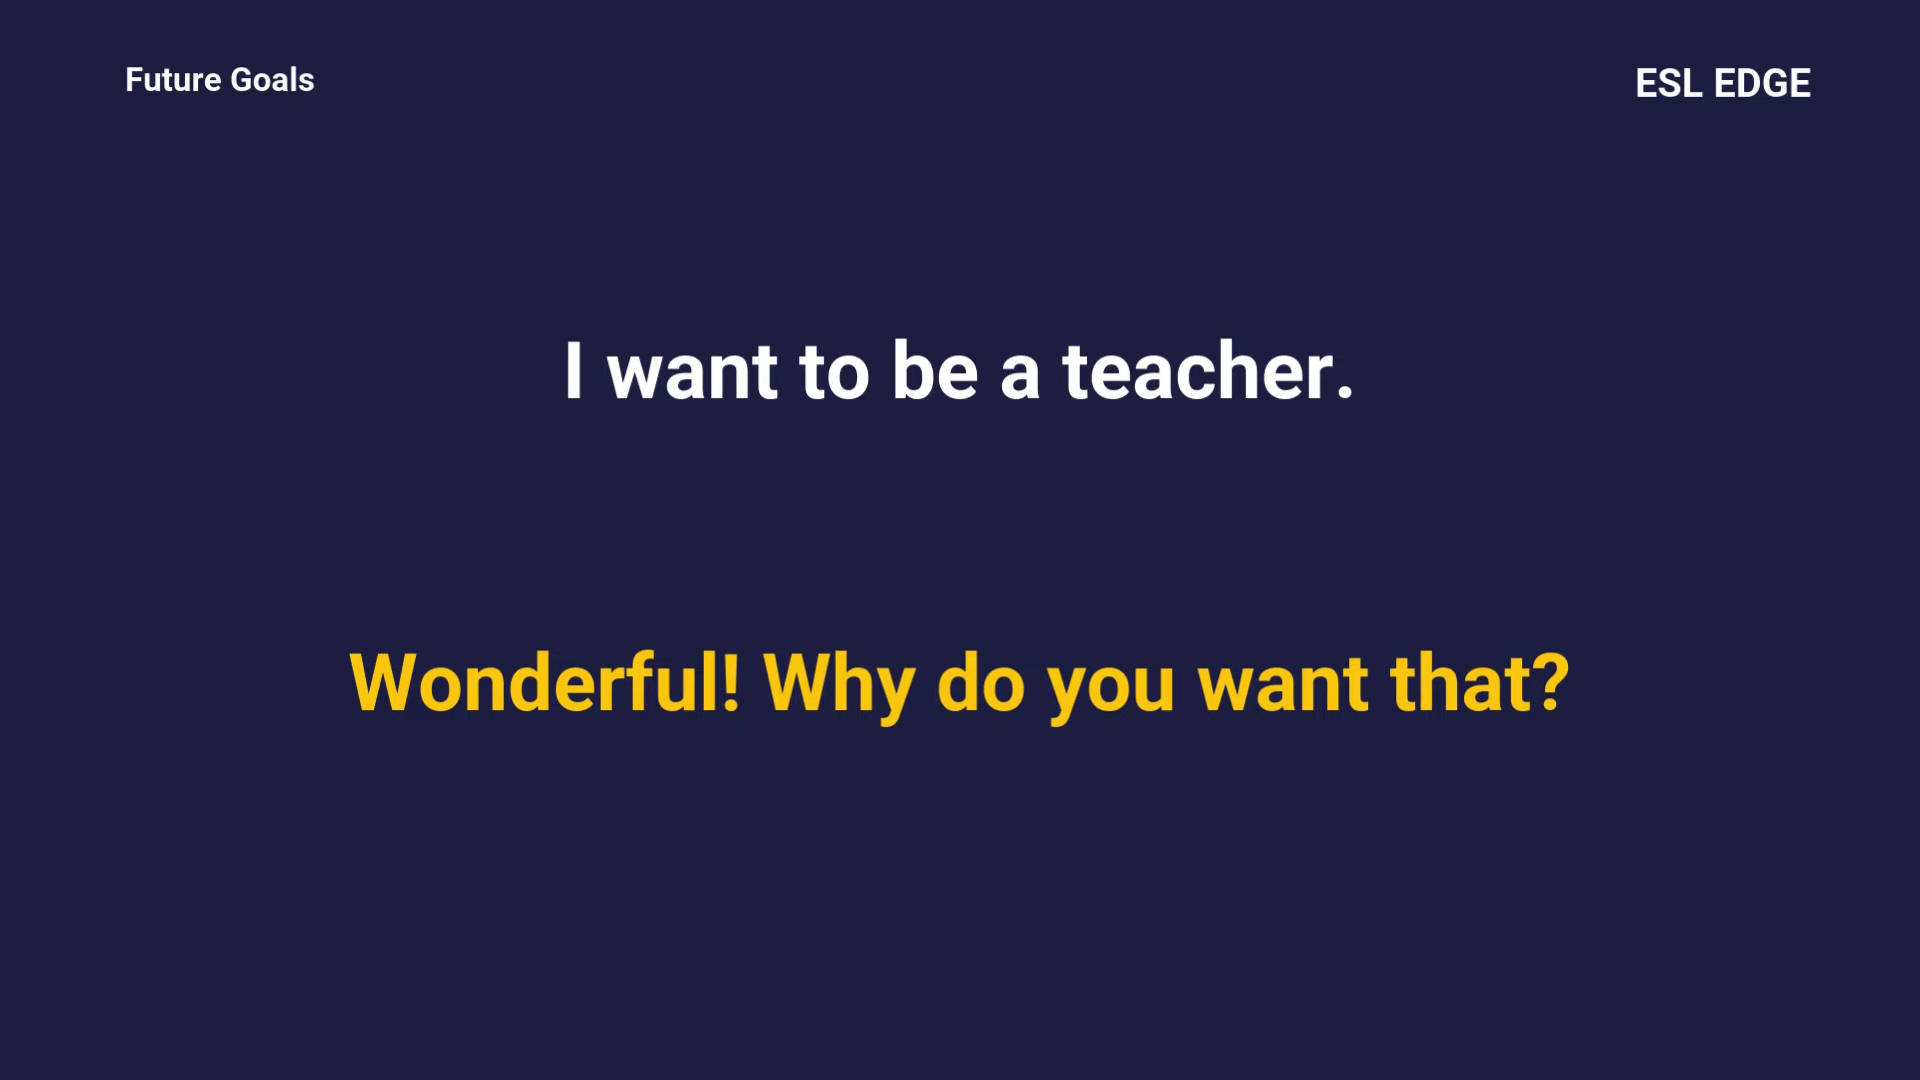 Future Goals
ESL EDGE
I want to be a teacher.
Wonderful! Why do you want that?